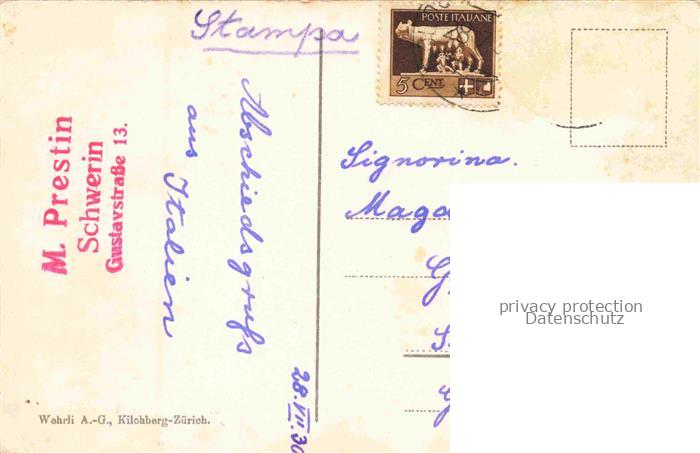 Stampa
POSTE ITALIANE
5 CENT.
M. Prestin
Schwerin
Gustavstraße 13.
Abschiedsgruß
aus Italien
28.VII.30
Signorina.
Maga
G
S
G
Wehrli A.-G., Kilchberg-Zürich.
privacy protection
Datenschutz